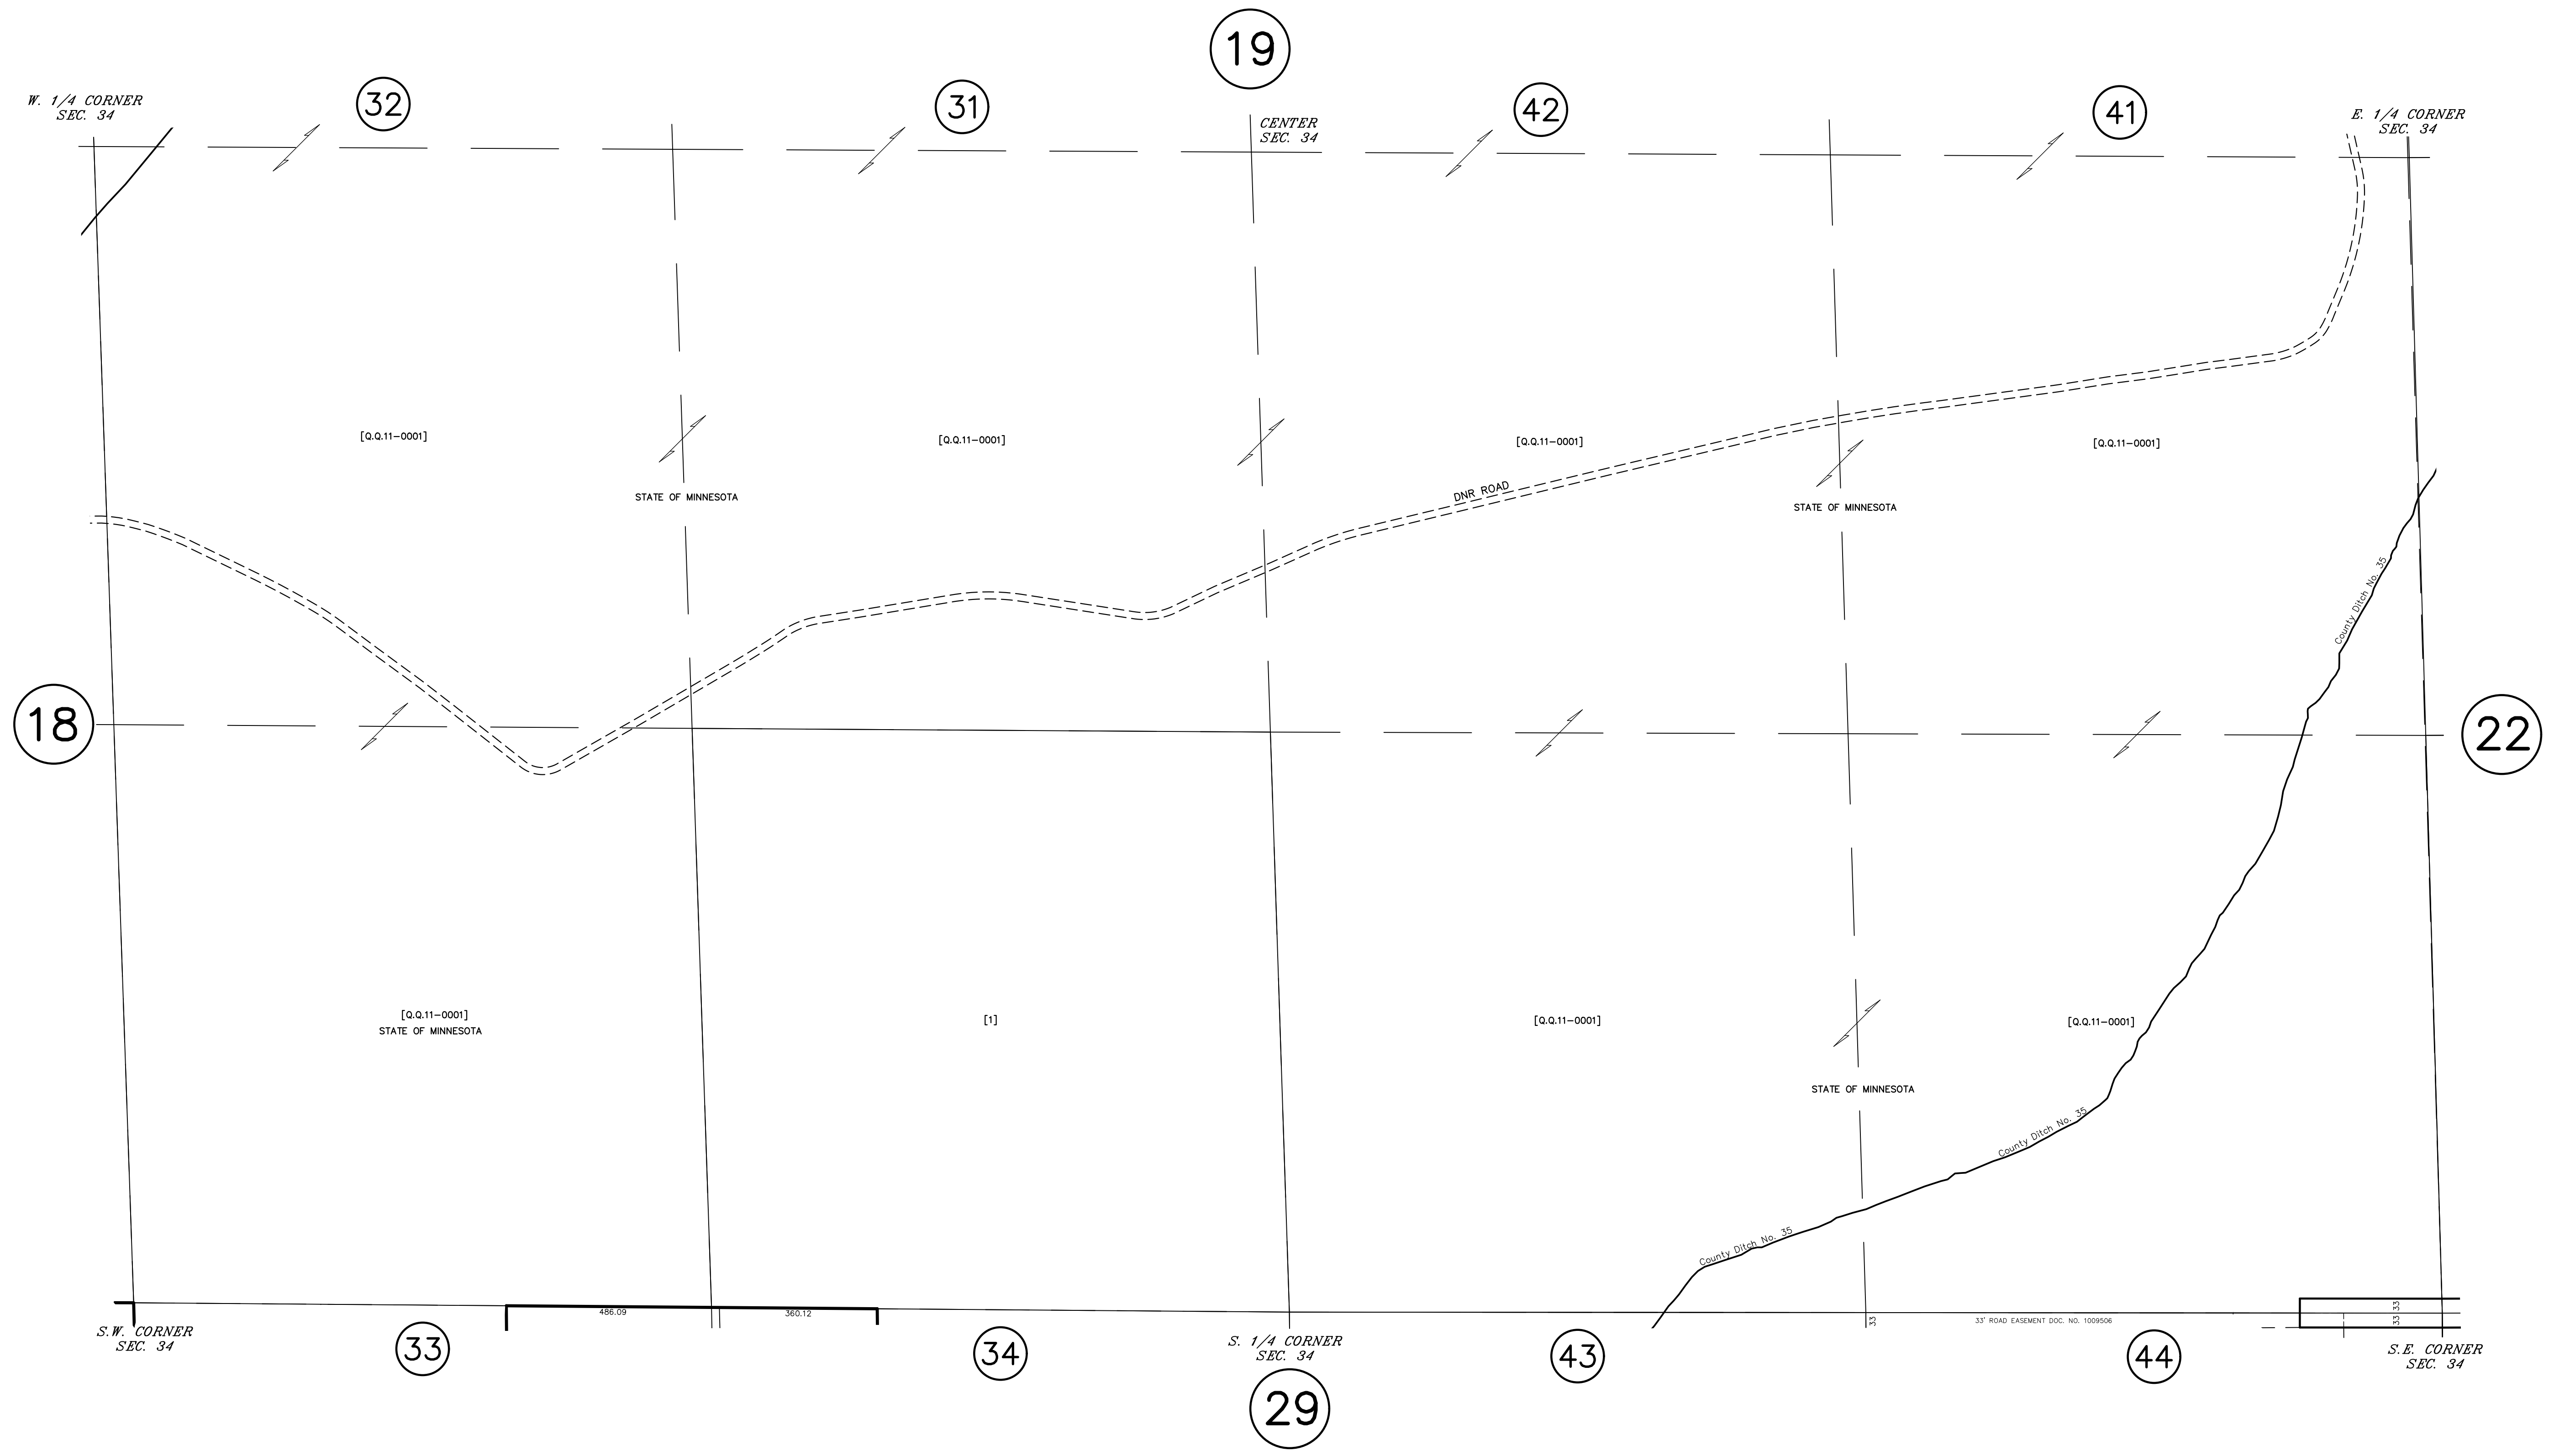 19
32
31
42
41
W. 1/4 CORNER
SEC. 34
CENTER
SEC. 34
E. 1/4 CORNER
SEC. 34
[Q.Q.11-0001]
[Q.Q.11-0001]
[Q.Q.11-0001]
[Q.Q.11-0001]
STATE OF MINNESOTA
DNR ROAD
STATE OF MINNESOTA
County Ditch No. 35
18
22
[Q.Q.11-0001]
STATE OF MINNESOTA
[1]
[Q.Q.11-0001]
[Q.Q.11-0001]
STATE OF MINNESOTA
County Ditch No. 35
County Ditch No. 35
486.09
360.12
33
33' ROAD EASEMENT DOC. NO. 1009506
33
33
S.W. CORNER
SEC. 34
33
34
S. 1/4 CORNER
SEC. 34
43
44
S.E. CORNER
SEC. 34
29